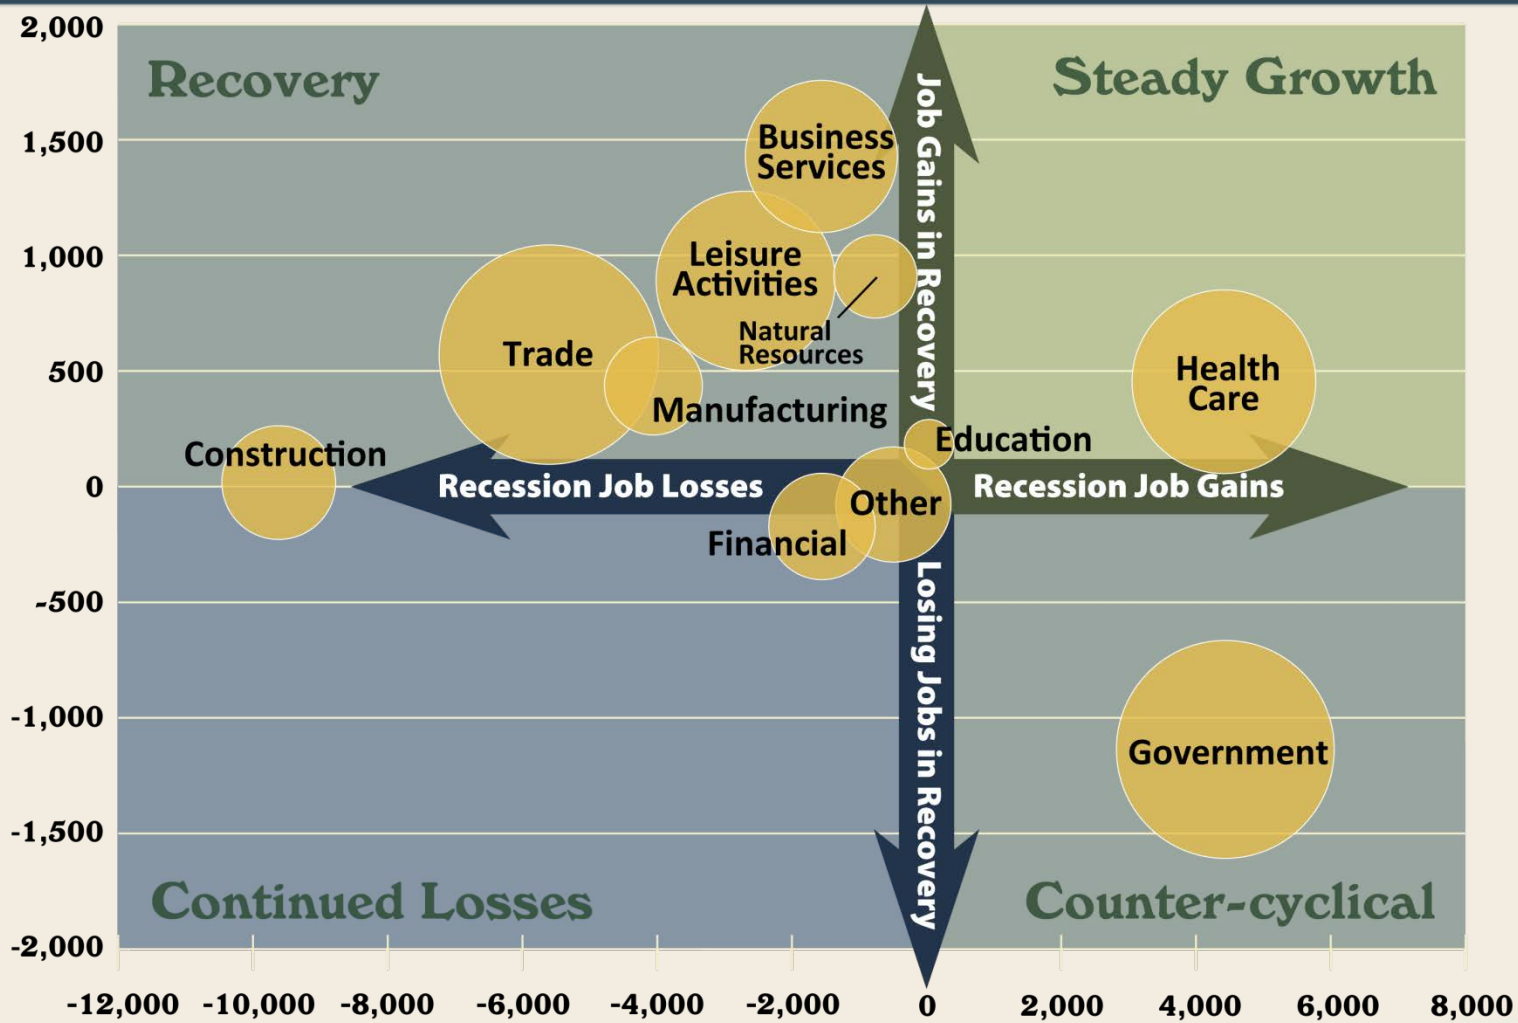 2,000
Recovery
Steady Growth
Job Gains in Recovery
1,500
Business
Services
1,000
Leisure
Activities
Natural
Resources
500
Trade
Health
Care
Manufacturing
Education
Construction
0
Recession Job Losses
Recession Job Gains
Other
Financial
Losing Jobs in Recovery
-500
-1,000
Government
-1,500
Continued Losses
Counter-cyclical
-2,000
-12,000 -10,000 -8,000 -6,000 -4,000 -2,000 0 2,000 4,000 6,000 8,000